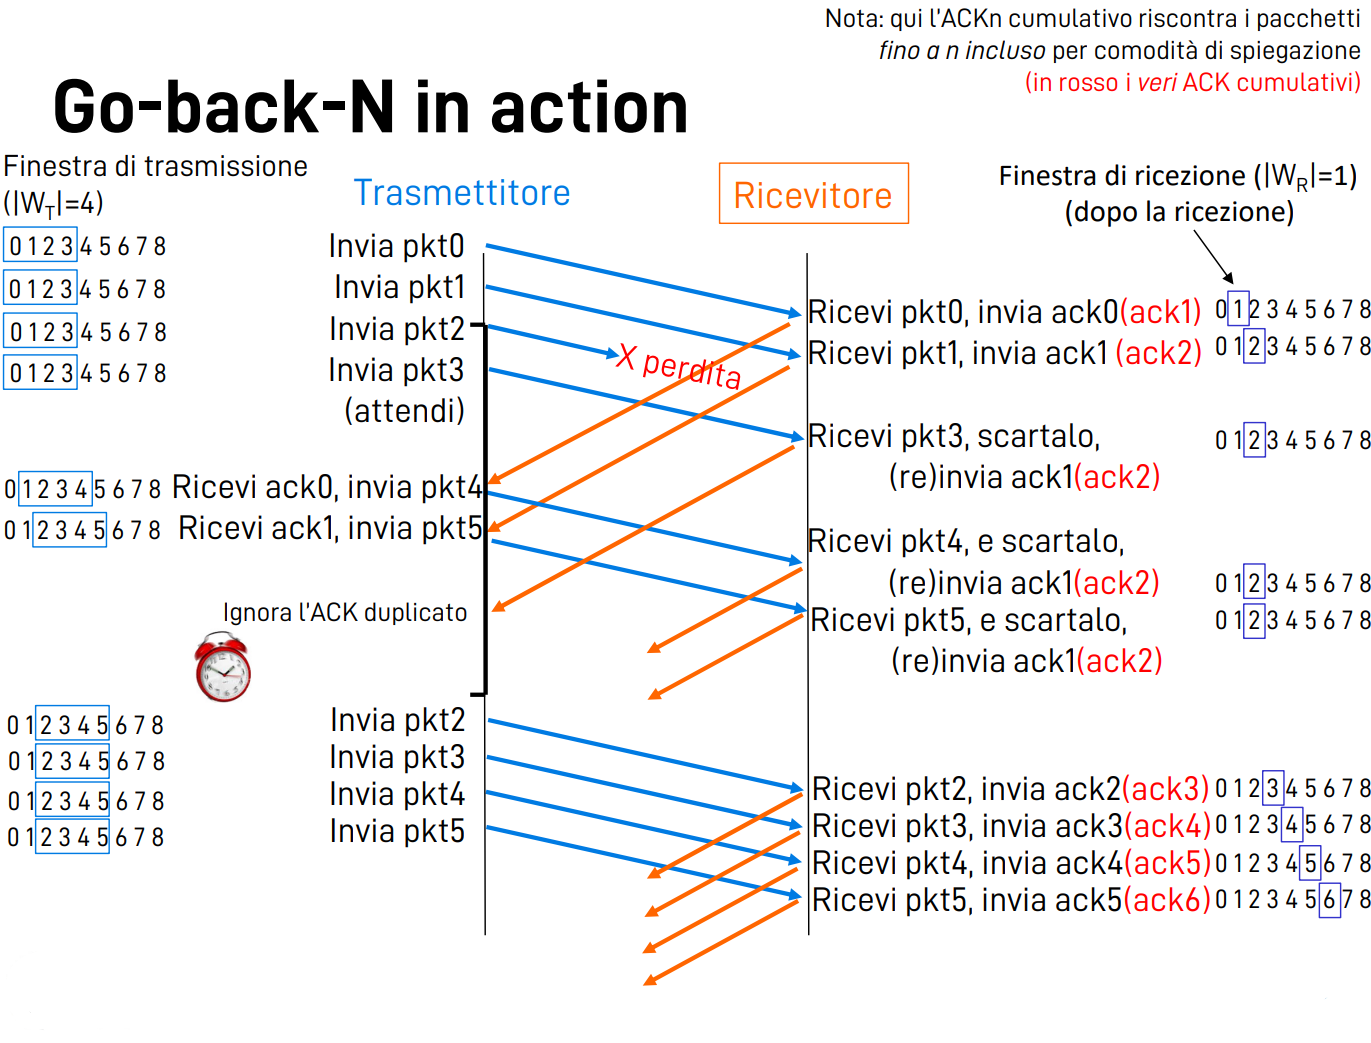 Nota: qui l'ACKn cumulativo riscontra i pacchetti
fino a n incluso per comodità di spiegazione
(in rosso i veri ACK cumulativi)
Go-back-N in action
Finestra di trasmissione
(|WT|=4)
Trasmettitore
Ricevitore
Finestra di ricezione (|WR|=1)
(dopo la ricezione)
0 1 2 3 4 5 6 7 8 Invia pkt0
0 1 2 3 4 5 6 7 8 Invia pkt1
0 1 2 3 4 5 6 7 8 Invia pkt2
0 1 2 3 4 5 6 7 8 Invia pkt3
(attendi)
X perdita
Ricevi pkt0, invia ack0(ack1) 0 1 2 3 4 5 6 7 8
Ricevi pkt1, invia ack1 (ack2) 0 1 2 3 4 5 6 7 8
Ricevi pkt3, scartalo, 0 1 2 3 4 5 6 7 8
(re)invia ack1(ack2)
0 1 2 3 4 5 6 7 8 Ricevi ack0, invia pkt4
0 1 2 3 4 5 6 7 8 Ricevi ack1, invia pkt5
Ricevi pkt4, e scartalo,
(re)invia ack1(ack2) 0 1 2 3 4 5 6 7 8
Ignora l'ACK duplicato
Ricevi pkt5, e scartalo, 0 1 2 3 4 5 6 7 8
(re)invia ack1(ack2)
0 1 2 3 4 5 6 7 8 Invia pkt2
0 1 2 3 4 5 6 7 8 Invia pkt3
0 1 2 3 4 5 6 7 8 Invia pkt4
0 1 2 3 4 5 6 7 8 Invia pkt5
Ricevi pkt2, invia ack2(ack3) 0 1 2 3 4 5 6 7 8
Ricevi pkt3, invia ack3(ack4) 0 1 2 3 4 5 6 7 8
Ricevi pkt4, invia ack4(ack5) 0 1 2 3 4 5 6 7 8
Ricevi pkt5, invia ack5(ack6) 0 1 2 3 4 5 6 7 8